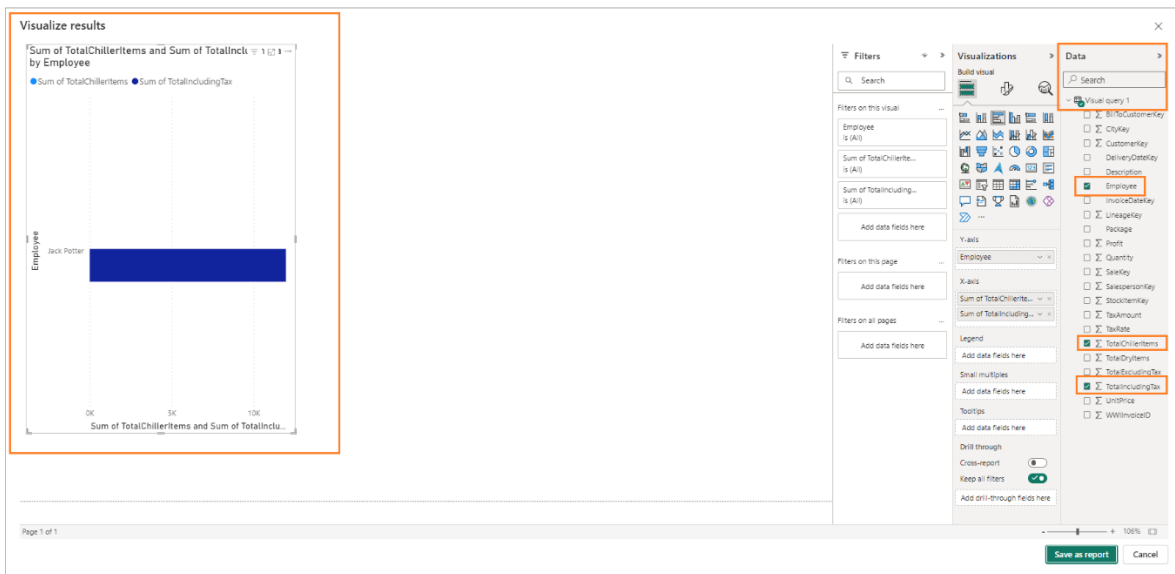 Visualize results
Sum of TotalChillerItems and Sum of TotalInclu
by Employee
1 3
Sum of TotalChillerItems Sum of TotalIncludingTax
Employee
Jack Potter
0K 5K 10K
Sum of TotalChillerItems and Sum of TotalInclu...
Page 1 of 1
Filters
Search
Filters on this visual
Employee
is (All)
Sum of TotalChillerIte...
is (All)
Sum of TotalIncluding...
is (All)
Add data fields here
Filters on this page
Add data fields here
Filters on all pages
Add data fields here
Visualizations
Build visual
Y-axis
Employee
X-axis
Sum of TotalChillerIte...
Sum of TotalIncluding...
Legend
Add data fields here
Small multiples
Add data fields here
Tooltips
Add data fields here
Drill through
Cross-report
Keep all filters
Add drill-through fields here
Data
Search
Visual query 1
BillToCustomerKey
CityKey
CustomerKey
DeliveryDateKey
Description
Employee
InvoiceDateKey
LineageKey
Package
Profit
Quantity
SaleKey
SalespersonKey
StockItemKey
TaxAmount
TaxRate
TotalChillerItems
TotalDryItems
TotalExcludingTax
TotalIncludingTax
UnitPrice
WWIInvoiceID
106%
Save as report
Cancel